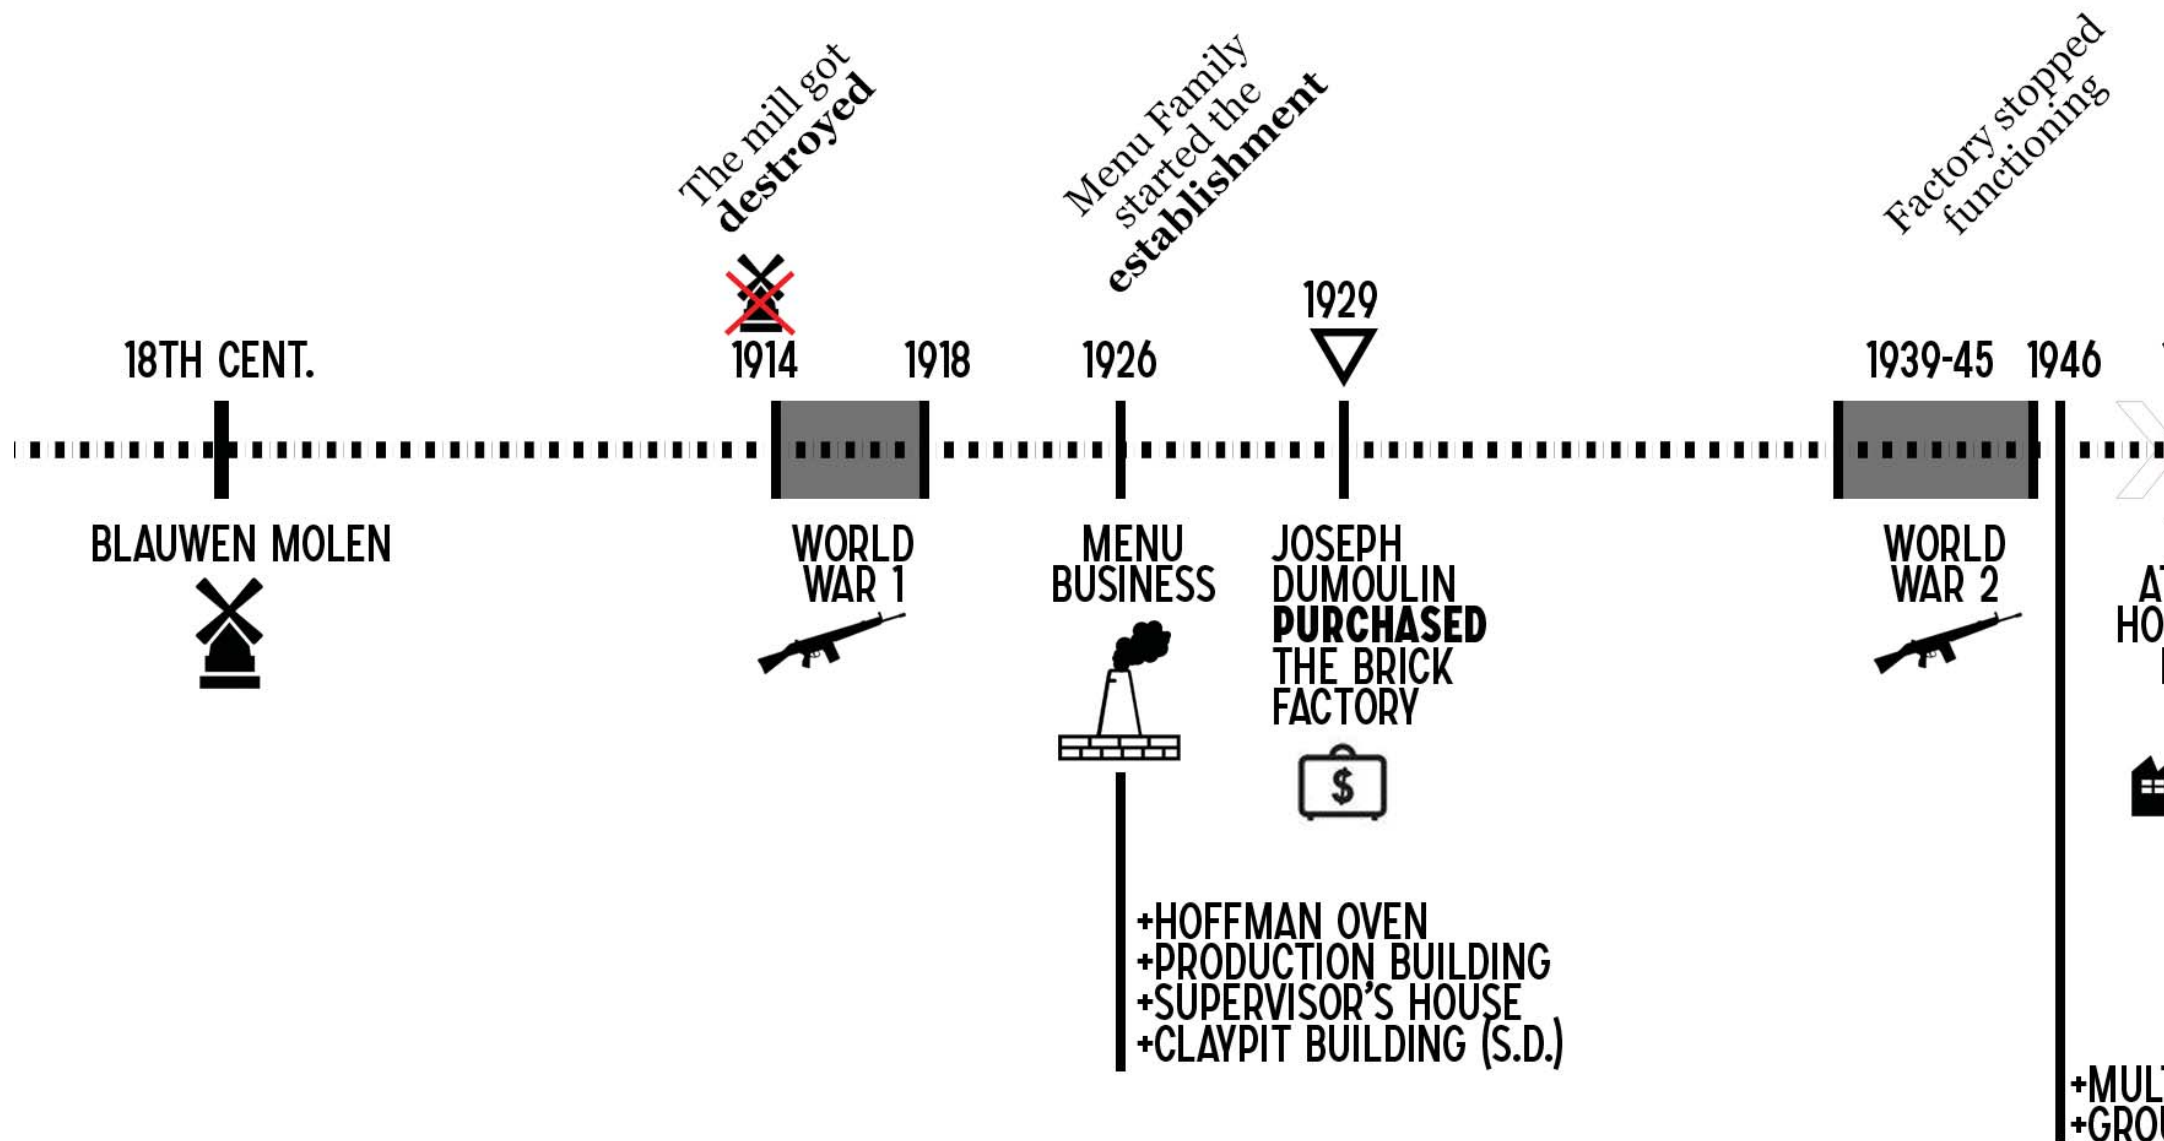 The mill got
destroyed
Menu Family
started the
establishment
Factory stopped
functioning
1929
18TH CENT.
1914
1918
1926
1939-45
1946
BLAUWEN MOLEN
WORLD
WAR 1
MENU
BUSINESS
JOSEPH
DUMOULIN
PURCHASED
THE BRICK
FACTORY
$
WORLD
WAR 2
+HOFFMAN OVEN
+PRODUCTION BUILDING
+SUPERVISOR'S HOUSE
+CLAYPIT BUILDING (S.D.)